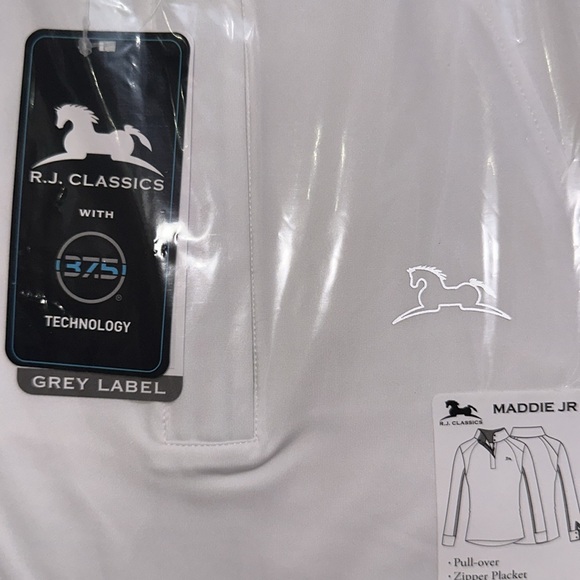 R.J. CLASSICS
WITH
37.5
®
TECHNOLOGY
GREY LABEL
R.J. CLASSICS
MADDIE JR
· Pull-over
· Zipper Placket